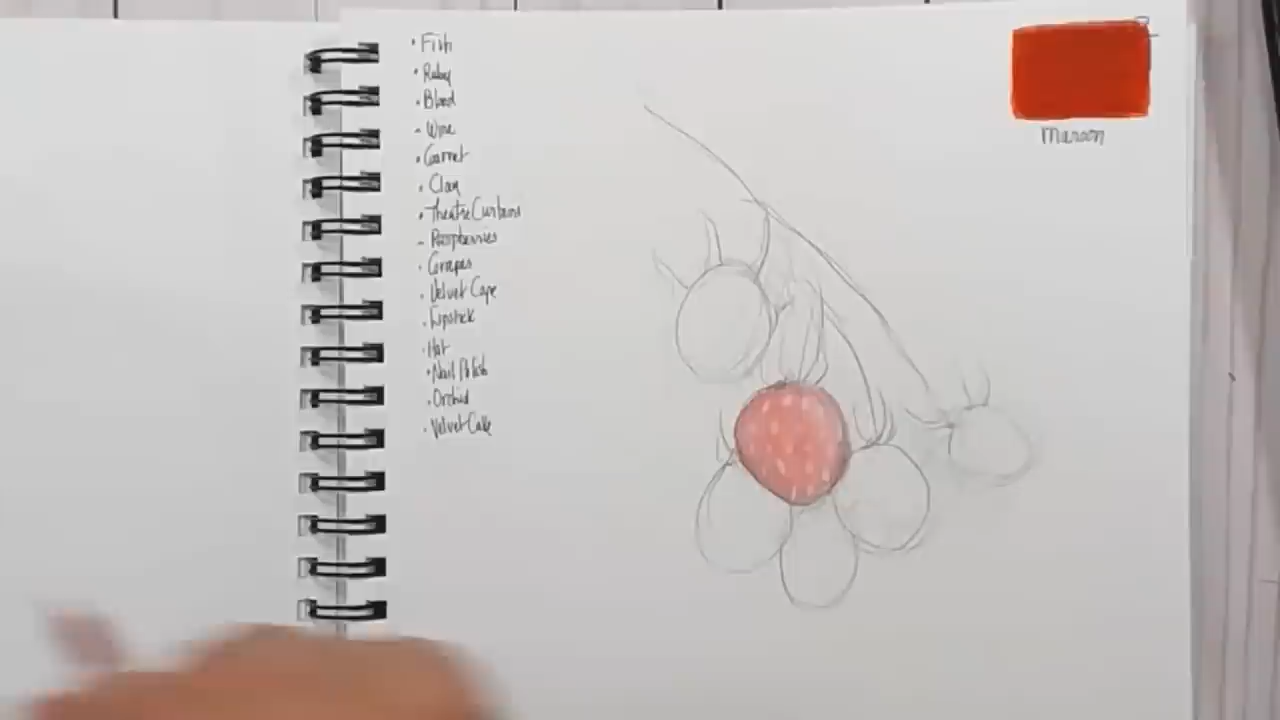 • Fish
• Ruby
• Blood
- Wine
• Garnet
• Clay
• Theatre Curtains
- Raspberries
• Grapes
• Velvet Cape
• Lipstick
• Hat
• Nail Polish
• Orchid
• Velvet Cake
Maroon